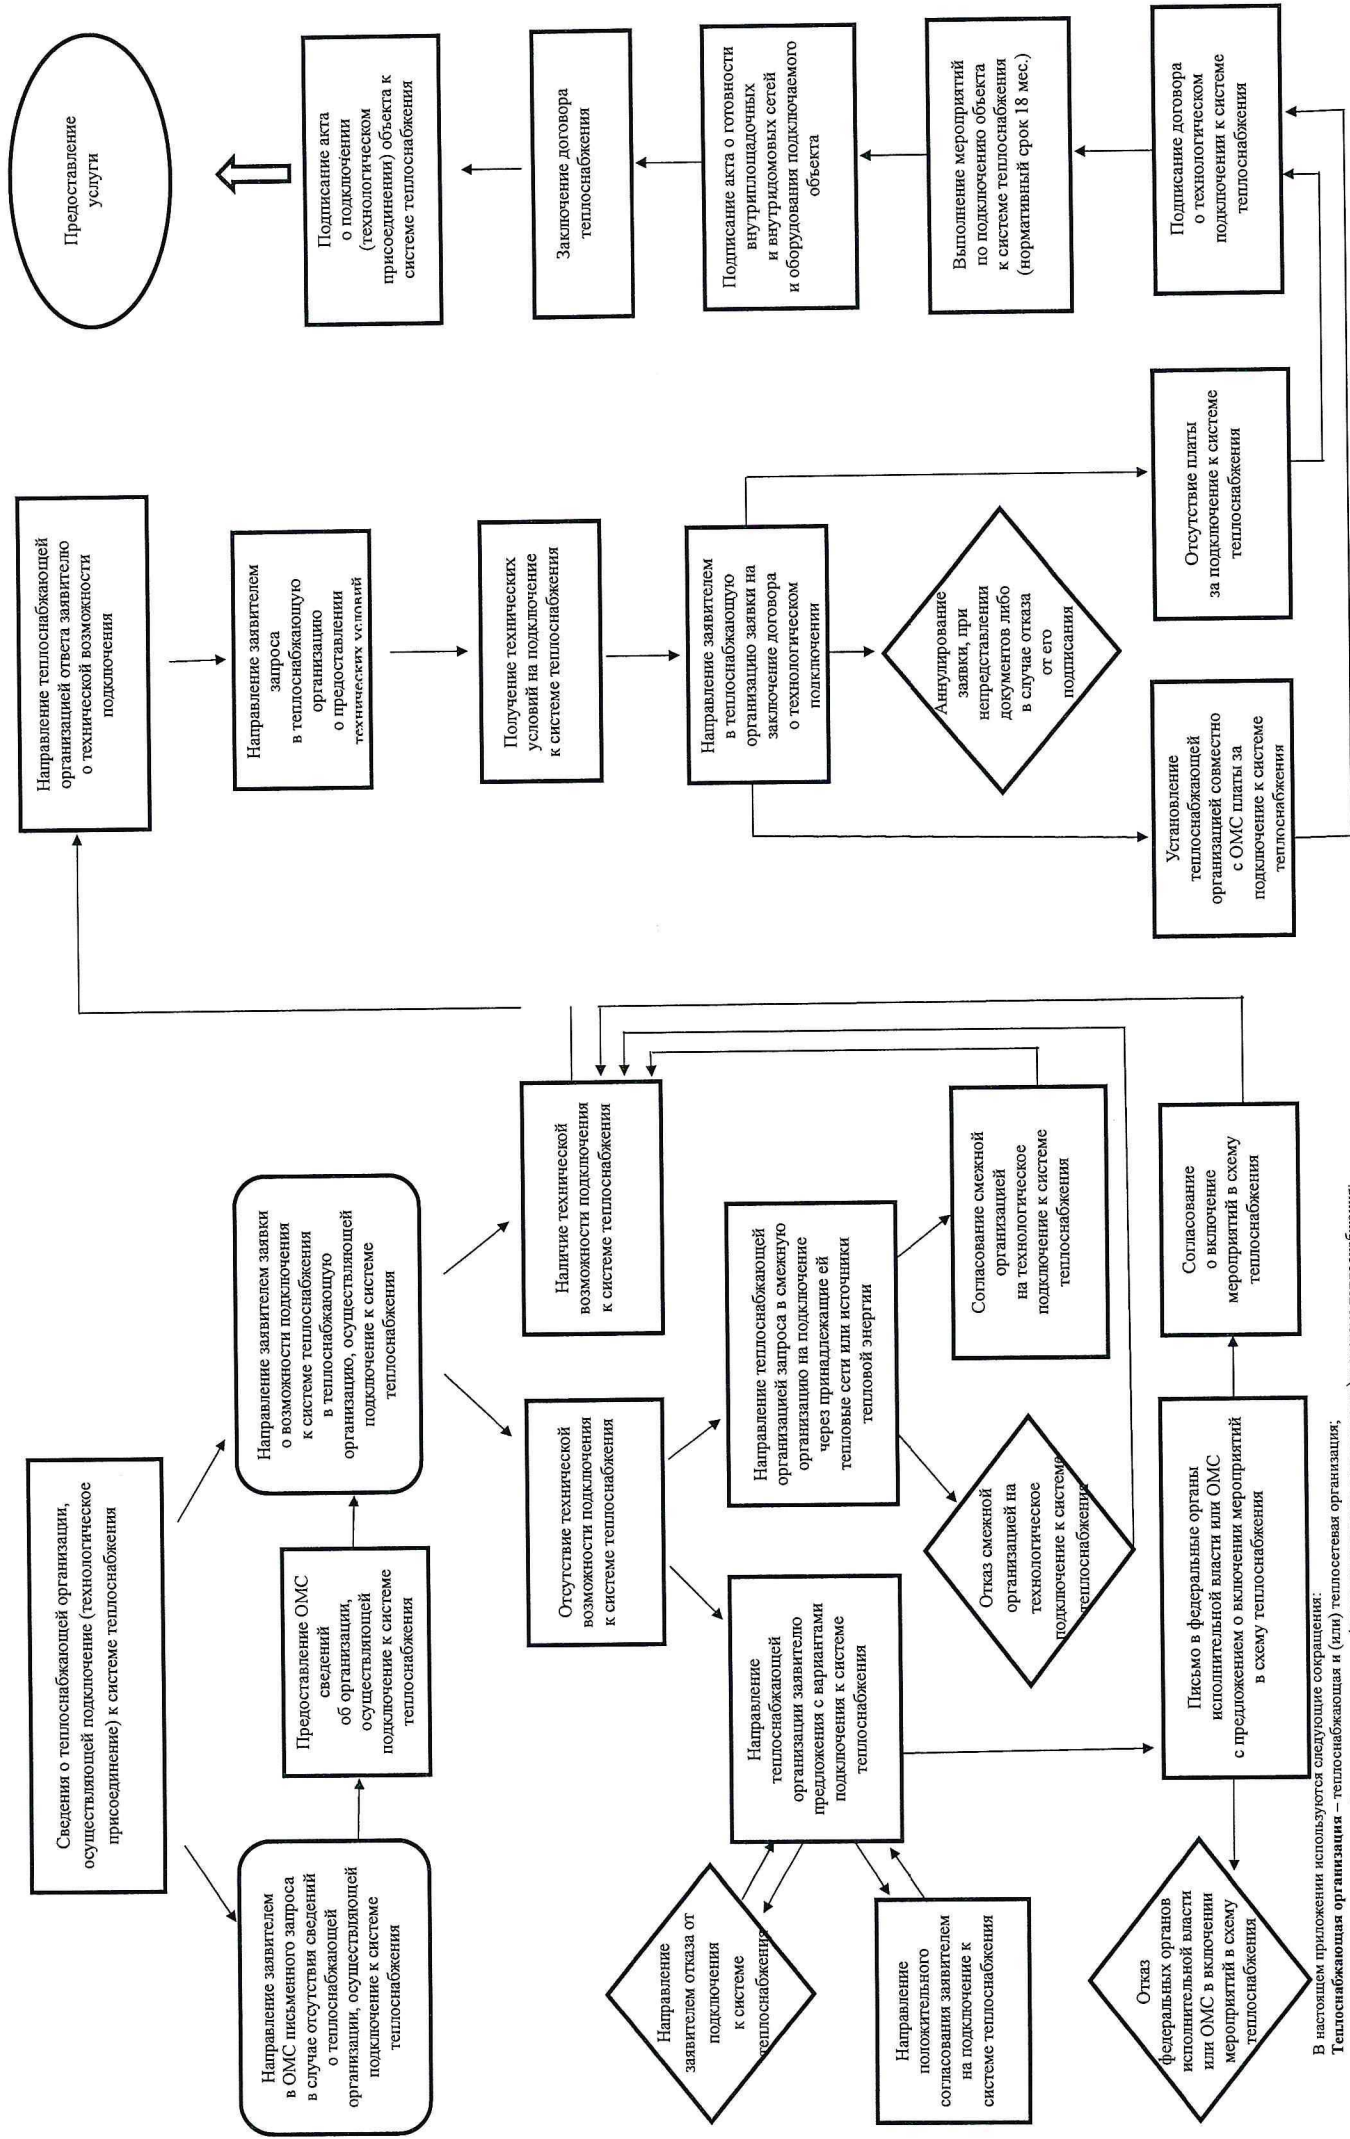 Сведения о теплоснабжающей организации,
осуществляющей подключение (технологическое
присоединение) к системе теплоснабжения
Направление заявителем
в ОМС письменного запроса
в случае отсутствия сведений
о теплоснабжающей
организации, осуществляющей
подключение к системе
теплоснабжения
Предоставление ОМС
сведений
об организации,
осуществляющей
подключение к системе
теплоснабжения
Направление заявителем заявки
о возможности подключения
к системе теплоснабжения
в теплоснабжающую
организацию, осуществляющей
подключение к системе
теплоснабжения
Отсутствие технической
возможности подключения
к системе теплоснабжения
Наличие технической
возможности подключения
к системе теплоснабжения
Направление
заявителем отказа от
подключения
к системе
теплоснабжения
Направление
теплоснабжающей
организации заявителю
предложения с вариантами
подключения к системе
теплоснабжения
Направление теплоснабжающей
организацией запроса в смежную
организацию на подключение
через принадлежащие ей
тепловые сети или источники
тепловой энергии
Направление
положительного
согласования заявителем
на подключение к
системе теплоснабжения
Отказ смежной
организацией на
технологическое
подключение к системе
теплоснабжения
Согласование смежной
организацией
на технологическое
подключение к системе
теплоснабжения
Отказ
федеральных органов
исполнительной власти
или ОМС в включении
мероприятий в схему
теплоснабжения
Письмо в федеральные органы
исполнительной власти или ОМС
с предложением о включении мероприятий
в схему теплоснабжения
Согласование
о включение
мероприятий в схему
теплоснабжения
Направление теплоснабжающей
организацией ответа заявителю
о технической возможности
подключения
Направление заявителем
запроса
в теплоснабжающую
организацию
о предоставлении
технических условий
Получение технических
условий на подключение
к системе теплоснабжения
Направление заявителем
в теплоснабжающую
организацию заявки на
заключение договора
о технологическом
подключении
Аннулирование
заявки, при
непредставлении
документов либо
в случае отказа
от его
подписания
Установление
теплоснабжающей
организацией совместно
с ОМС платы за
подключение к системе
теплоснабжения
Отсутствие платы
за подключение к системе
теплоснабжения
Предоставление
услуги
Подписание акта
о подключении
(технологическом
присоединении) объекта к
системе теплоснабжения
Заключение договора
теплоснабжения
Подписание акта о готовности
внутриплощадочных
и внутридомовых сетей
и оборудования подключаемого
объекта
Выполнение мероприятий
по подключению объекта
к системе теплоснабжения
(нормативный срок 18 мес.)
Подписание договора
о технологическом
подключении к системе
теплоснабжения
В настоящем приложении используются следующие сокращения:
Теплоснабжающая организация – теплоснабжающая и (или) теплосетевая организация;